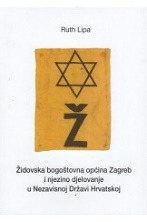 Ruth Lipa
Ž
Židovska bogoštovna općina Zagreb
i njezino djelovanje
u Nezavisnoj Državi Hrvatskoj